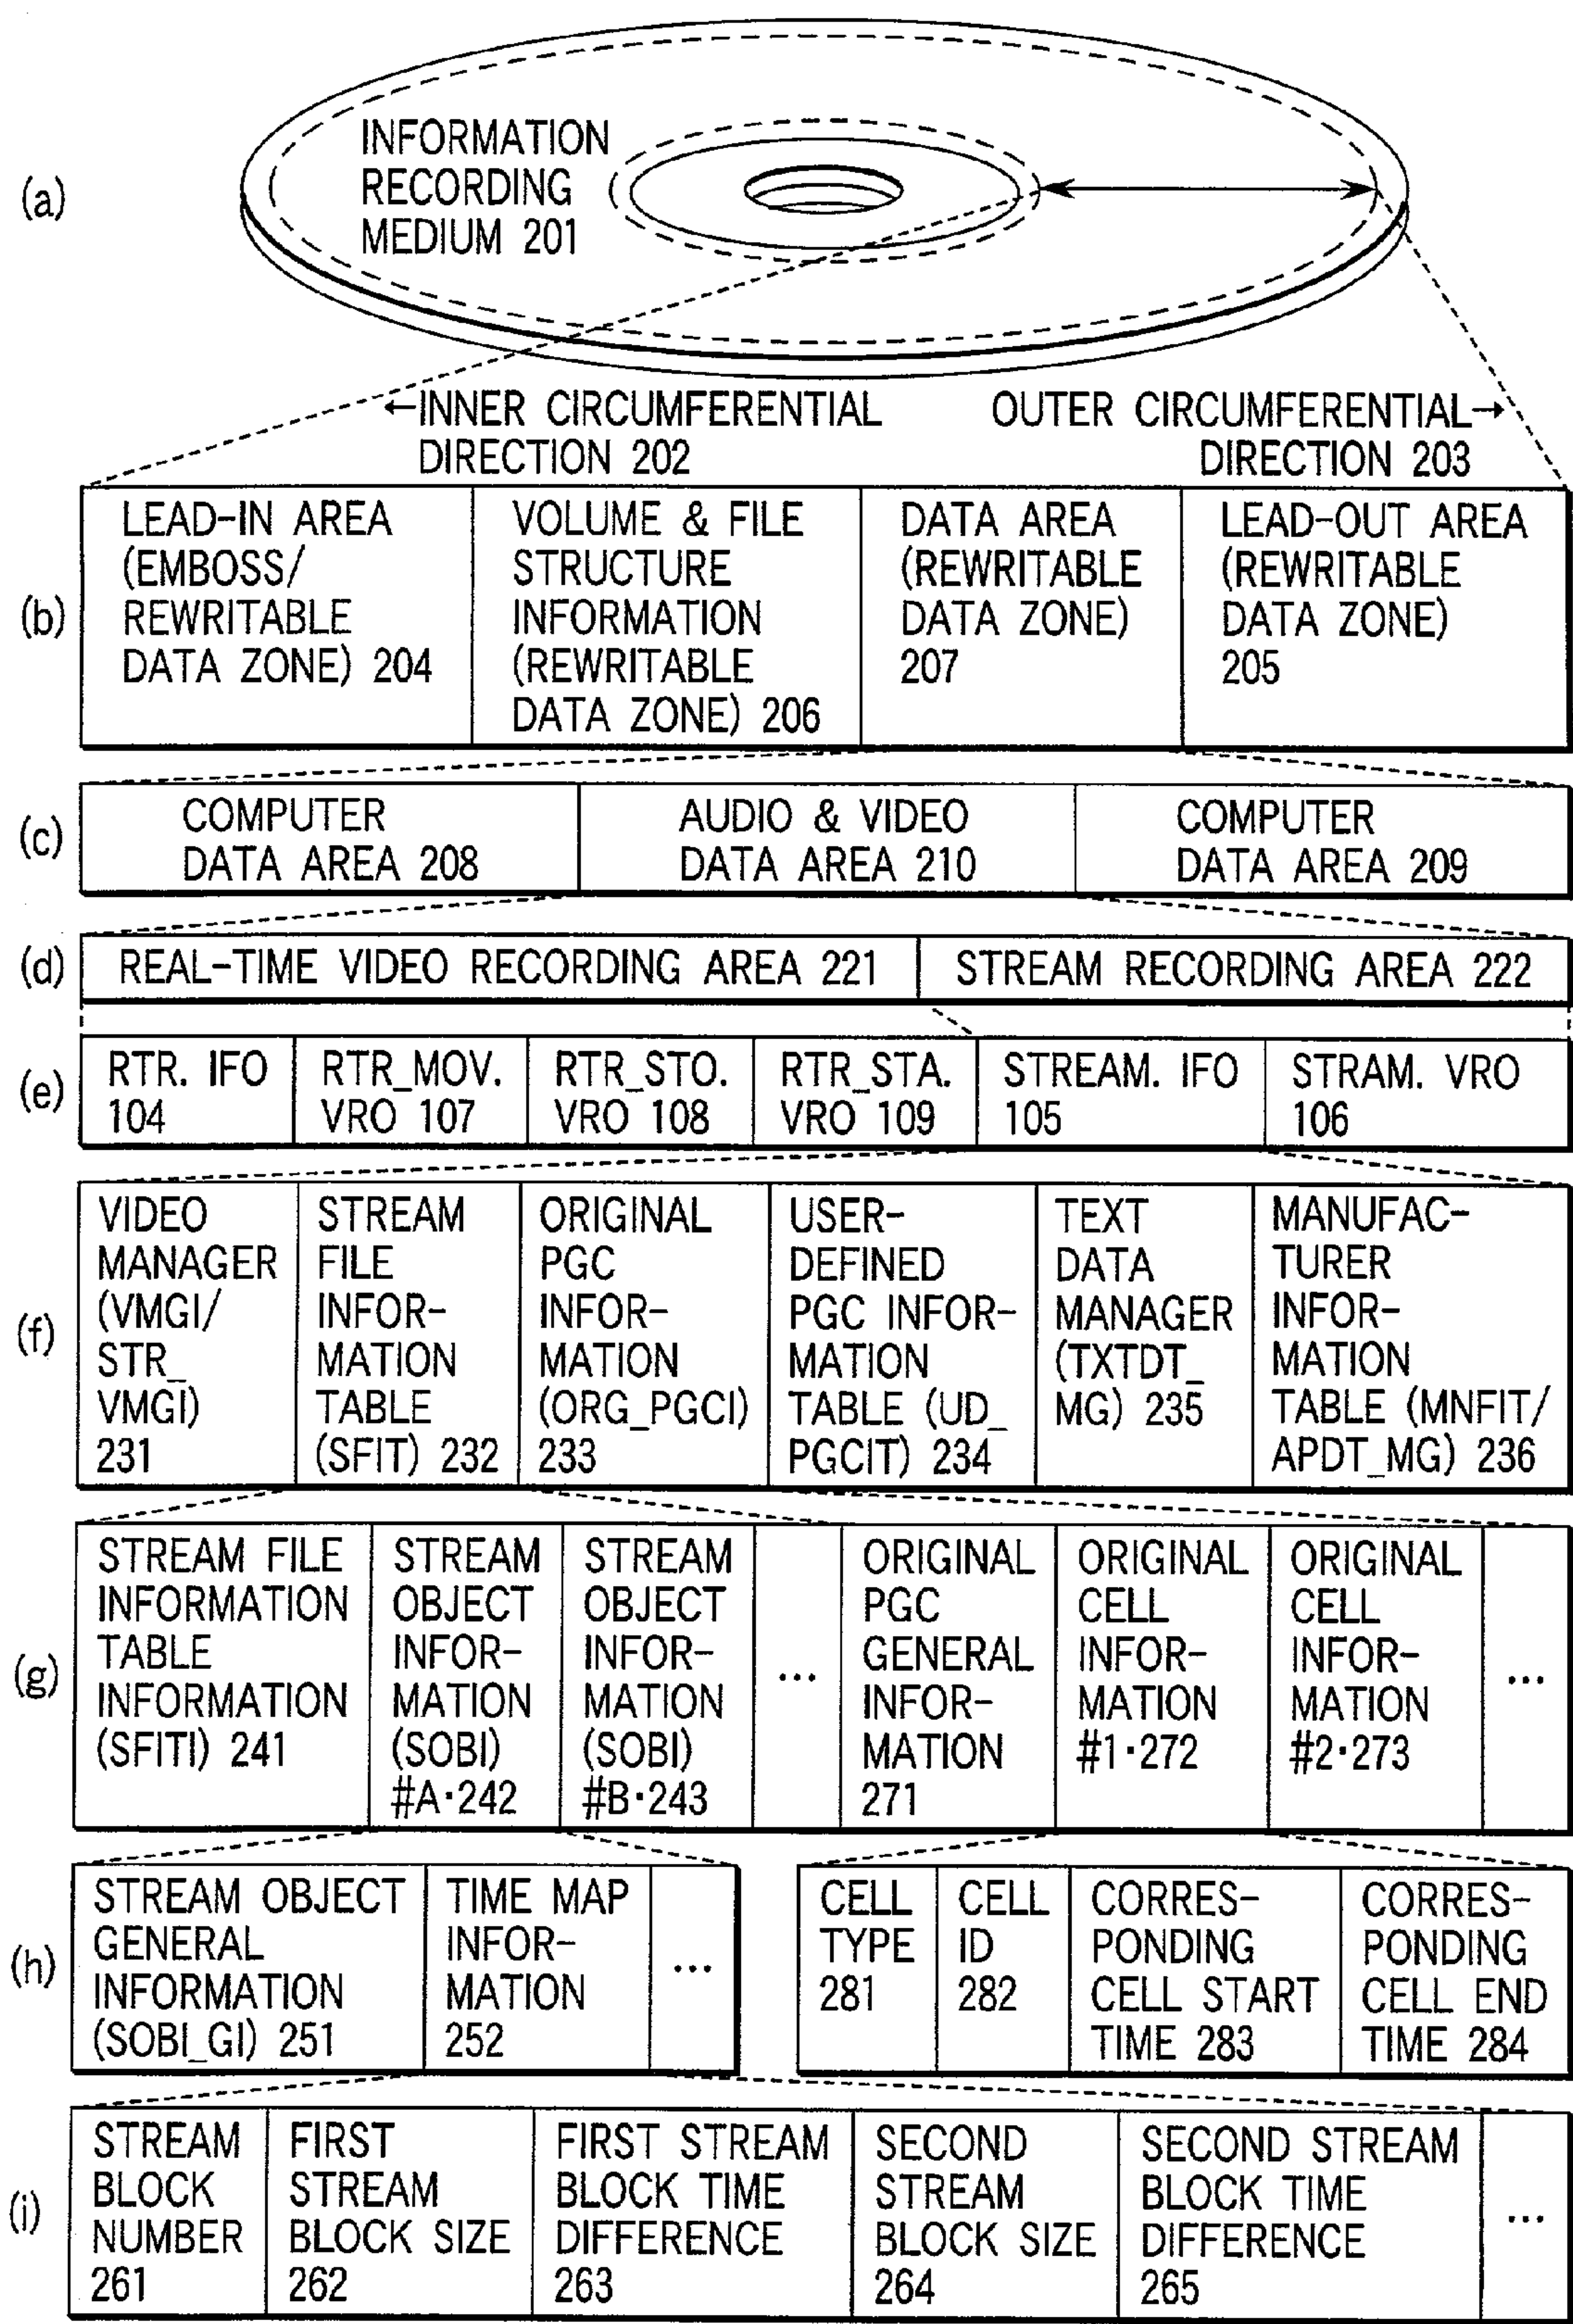 (a)
INFORMATION
RECORDING
MEDIUM 201
←INNER CIRCUMFERENTIAL
DIRECTION 202
OUTER CIRCUMFERENTIAL→
DIRECTION 203
(b)
LEAD-IN AREA
(EMBOSS/
REWRITABLE
DATA ZONE) 204
VOLUME & FILE
STRUCTURE
INFORMATION
(REWRITABLE
DATA ZONE) 206
DATA AREA
(REWRITABLE
DATA ZONE)
207
LEAD-OUT AREA
(REWRITABLE
DATA ZONE)
205
(c)
COMPUTER
DATA AREA 208
AUDIO & VIDEO
DATA AREA 210
COMPUTER
DATA AREA 209
(d)
REAL-TIME VIDEO RECORDING AREA 221
STREAM RECORDING AREA 222
(e)
RTR. IFO
104
RTR_MOV.
VRO 107
RTR_STO.
VRO 108
RTR_STA.
VRO 109
STREAM. IFO
105
STRAM. VRO
106
(f)
VIDEO
MANAGER
(VMGI/
STR_
VMGI)
231
STREAM
FILE
INFOR-
MATION
TABLE
(SFIT) 232
ORIGINAL
PGC
INFOR-
MATION
(ORG_PGCI)
233
USER-
DEFINED
PGC INFOR-
MATION
TABLE (UD_
PGCIT) 234
TEXT
DATA
MANAGER
(TXTDT_
MG) 235
MANUFAC-
TURER
INFOR-
MATION
TABLE (MNFIT/
APDT_MG) 236
(g)
STREAM FILE
INFORMATION
TABLE
INFORMATION
(SFITI) 241
STREAM
OBJECT
INFOR-
MATION
(SOBI)
#A·242
STREAM
OBJECT
INFOR-
MATION
(SOBI)
#B·243
...
ORIGINAL
PGC
GENERAL
INFOR-
MATION
271
ORIGINAL
CELL
INFOR-
MATION
#1·272
ORIGINAL
CELL
INFOR-
MATION
#2·273
...
(h)
STREAM OBJECT
GENERAL
INFORMATION
(SOBI_GI) 251
TIME MAP
INFOR-
MATION
252
...
CELL
TYPE
281
CELL
ID
282
CORRES-
PONDING
CELL START
TIME 283
CORRES-
PONDING
CELL END
TIME 284
(i)
STREAM
BLOCK
NUMBER
261
FIRST
STREAM
BLOCK SIZE
262
FIRST STREAM
BLOCK TIME
DIFFERENCE
263
SECOND
STREAM
BLOCK SIZE
264
SECOND STREAM
BLOCK TIME
DIFFERENCE
265
...